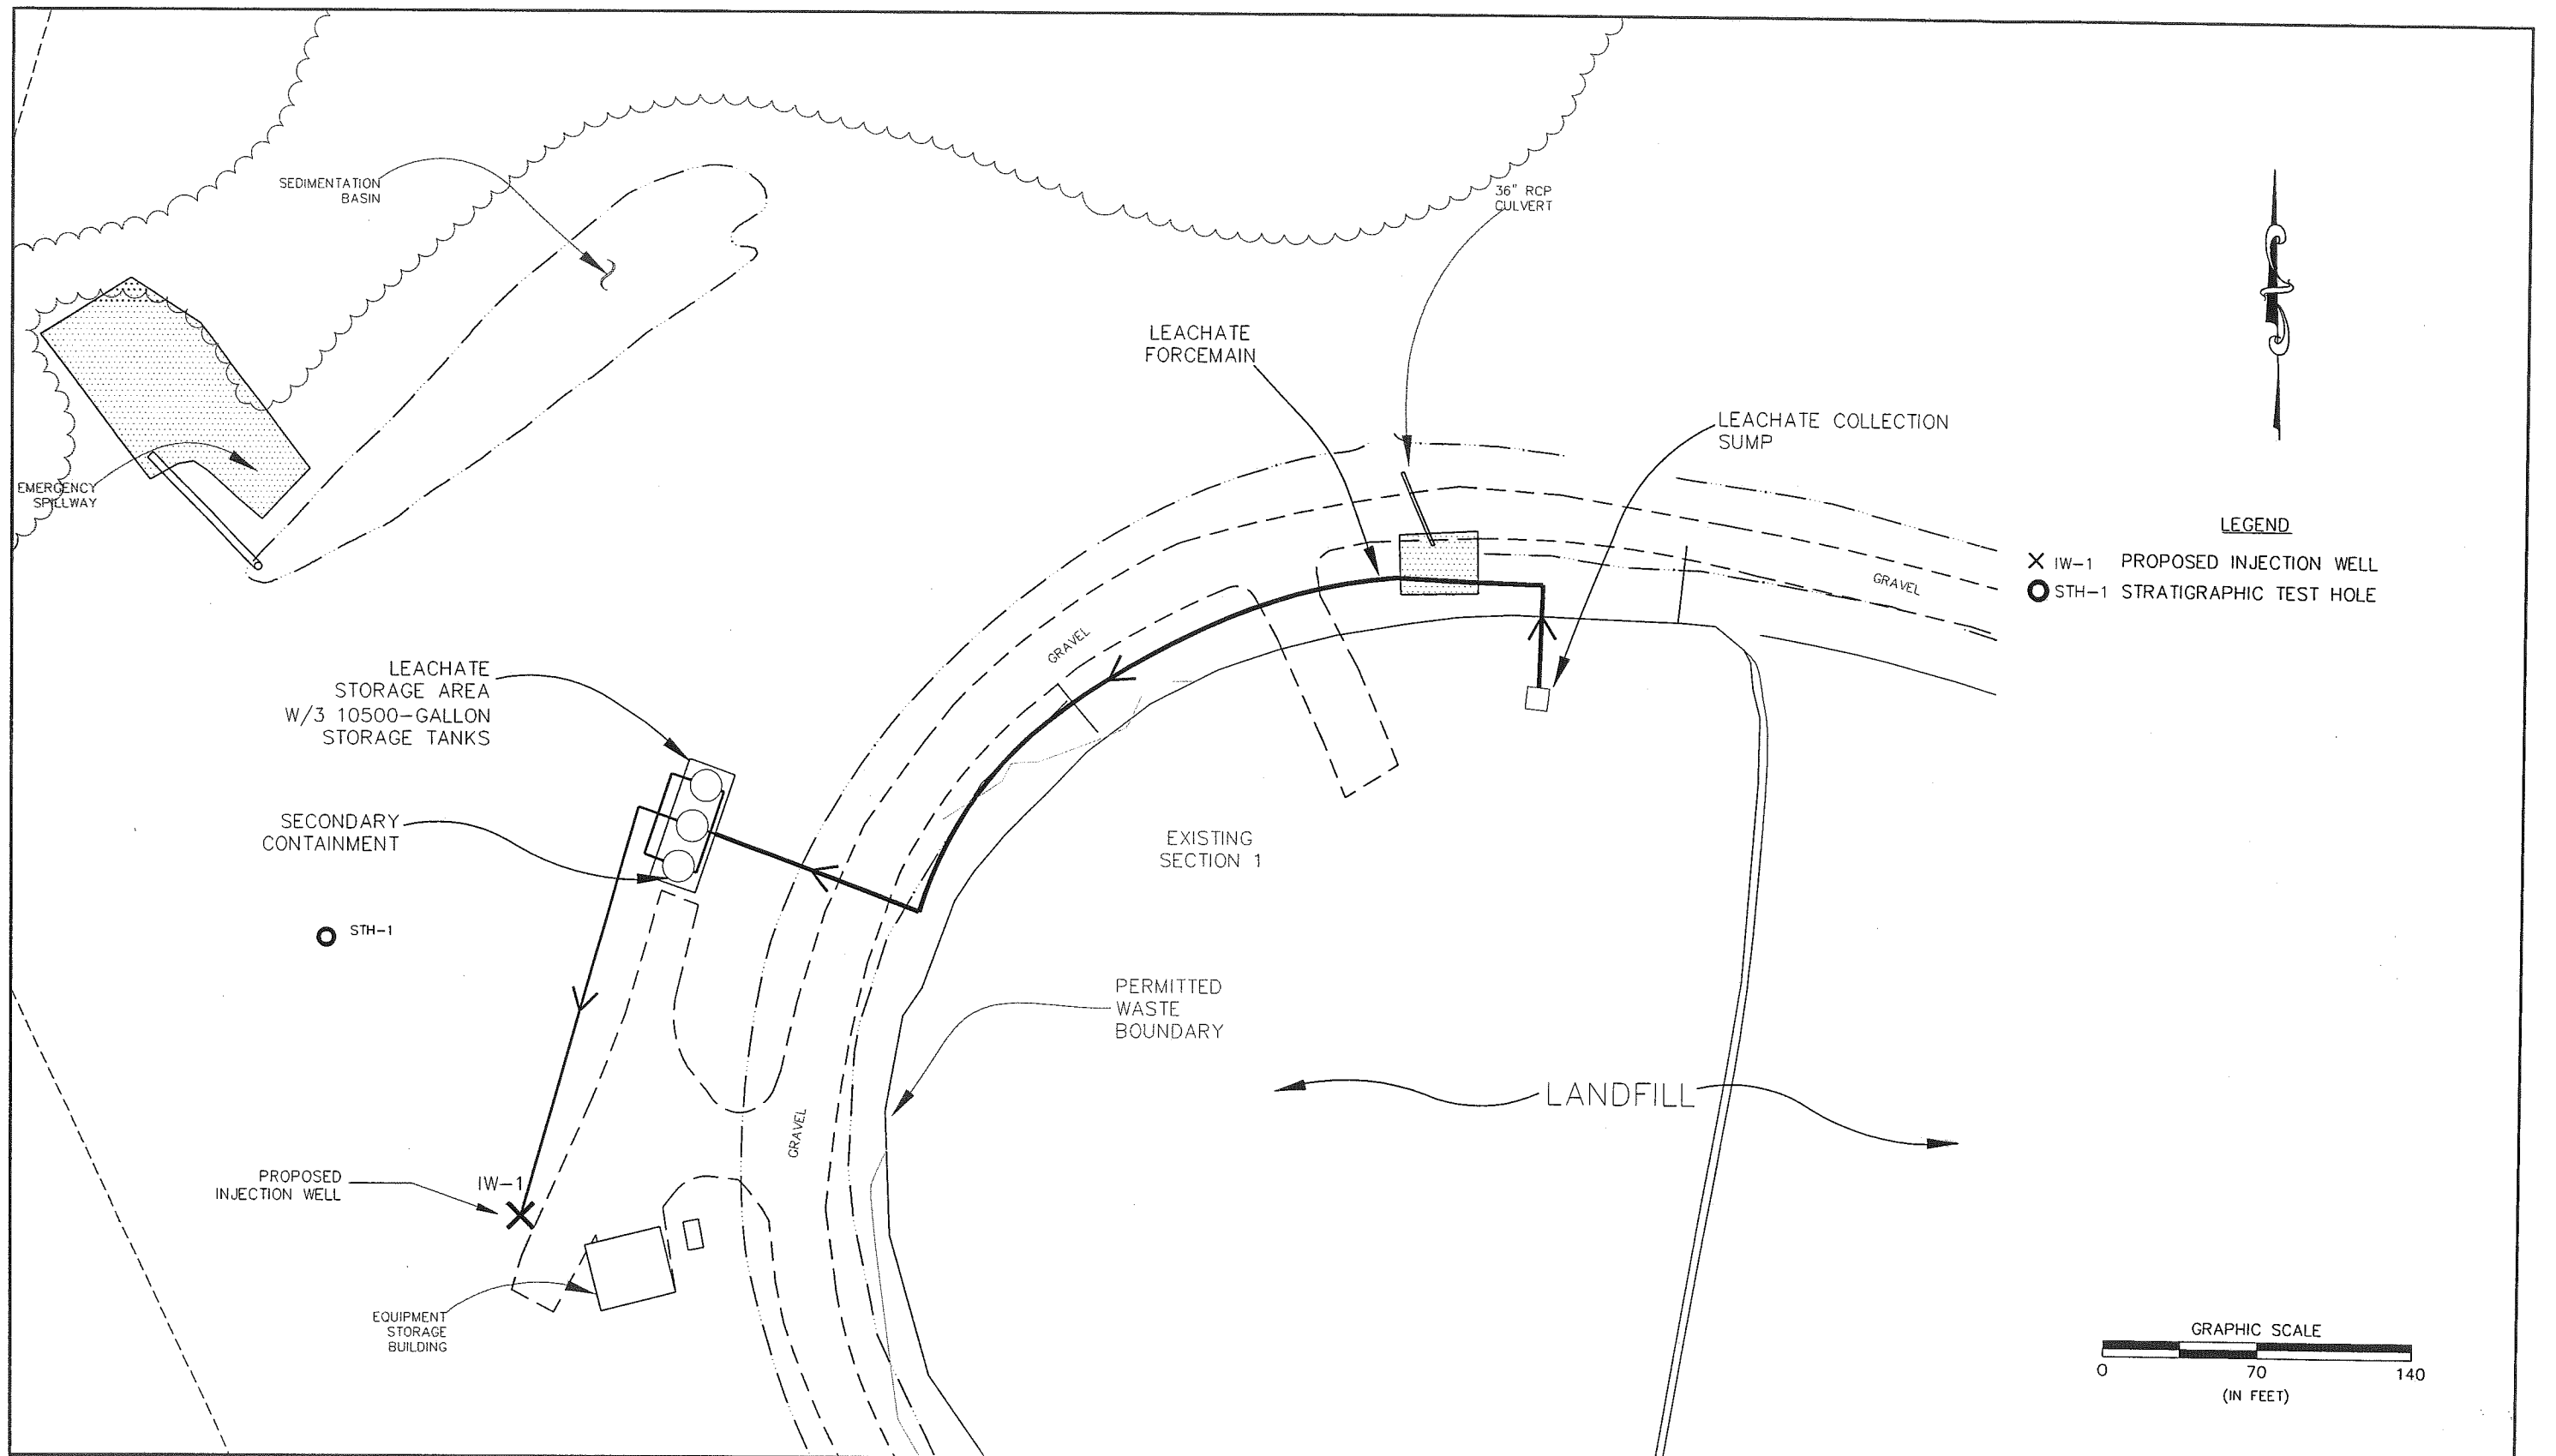 SEDIMENTATION
BASIN
36" RCP
CULVERT
LEACHATE
FORCEMAIN
LEACHATE COLLECTION
SUMP
EMERGENCY
SPILLWAY
LEGEND
IW-1 PROPOSED INJECTION WELL
STH-1 STRATIGRAPHIC TEST HOLE
GRAVEL
GRAVEL
LEACHATE
STORAGE AREA
W/3 10500-GALLON
STORAGE TANKS
SECONDARY
CONTAINMENT
EXISTING
SECTION 1
STH-1
PERMITTED
WASTE
BOUNDARY
LANDFILL
GRAVEL
PROPOSED
INJECTION WELL
IW-1
EQUIPMENT
STORAGE
BUILDING
GRAPHIC SCALE
0 70 140
(IN FEET)